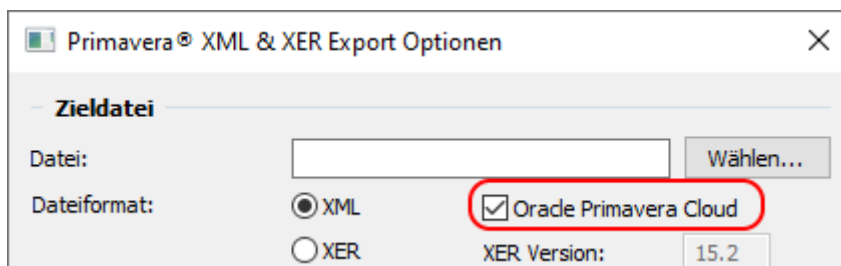 Primavera® XML & XER Export Optionen
Zieldatei
Datei: Wählen...
Dateiformat: XML Oracle Primavera Cloud
XER XER Version: 15.2